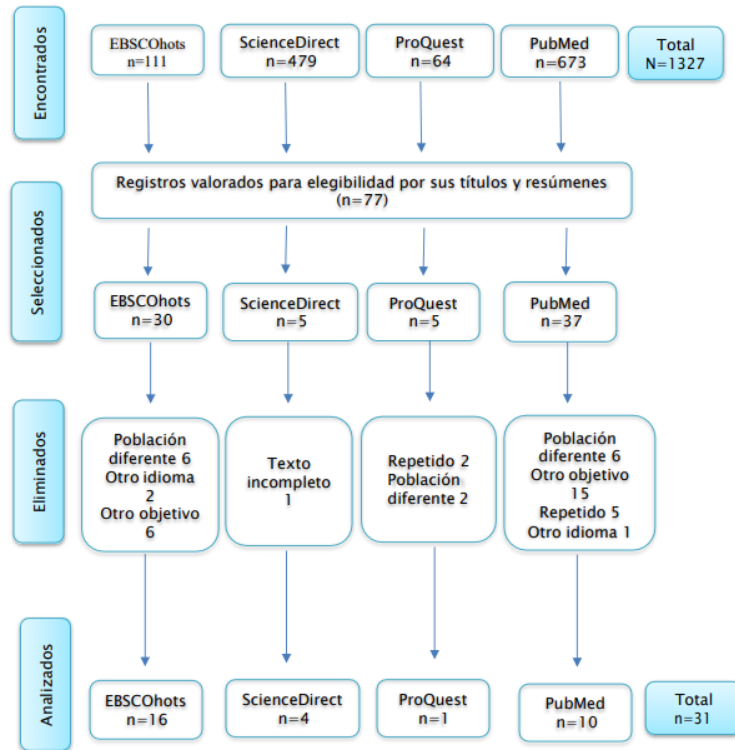 Encontrados
EBSCOhots
n=111
ScienceDirect
n=479
ProQuest
n=64
PubMed
n=673
Total
N=1327
Registros valorados para elegibilidad por sus títulos y resúmenes
(n=77)
Seleccionados
EBSCOhots
n=30
ScienceDirect
n=5
ProQuest
n=5
PubMed
n=37
Eliminados
Población
diferente 6
Otro idioma
2
Otro objetivo
6
Texto
incompleto
1
Repetido 2
Población
diferente 2
Población
diferente 6
Otro objetivo
15
Repetido 5
Otro idioma 1
Analizados
EBSCOhots
n=16
ScienceDirect
n=4
ProQuest
n=1
PubMed
n=10
Total
n=31